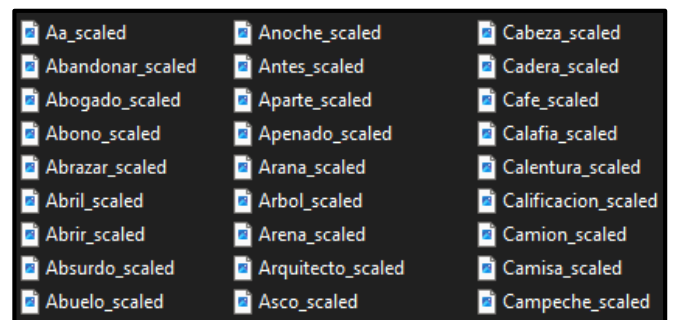 Aa_scaled
Abandonar_scaled
Abogado_scaled
Abono_scaled
Abrazar_scaled
Abril_scaled
Abrir_scaled
Absurdo_scaled
Abuelo_scaled
Anoche_scaled
Antes_scaled
Aparte_scaled
Apenado_scaled
Arana_scaled
Arbol_scaled
Arena_scaled
Arquitecto_scaled
Asco_scaled
Cabeza_scaled
Cadera_scaled
Cafe_scaled
Calafia_scaled
Calentura_scaled
Calificacion_scaled
Camion_scaled
Camisa_scaled
Campeche_scaled